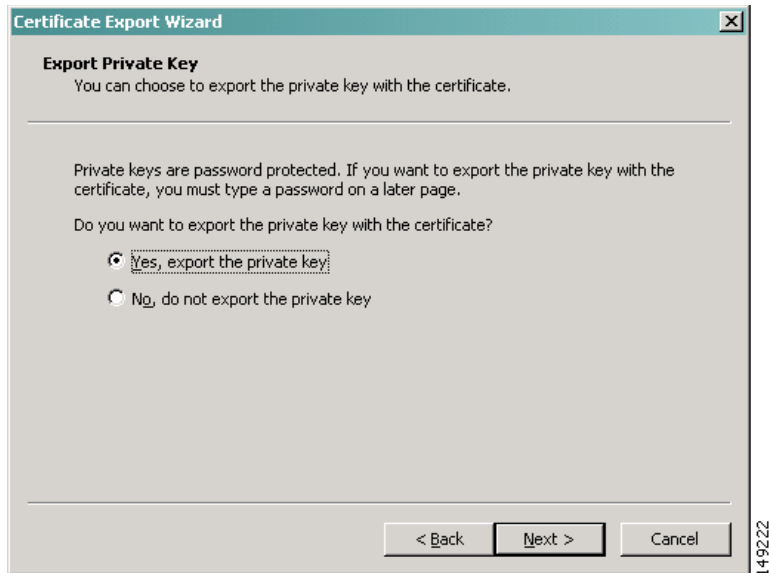 Certificate Export Wizard
Export Private Key
You can choose to export the private key with the certificate.
Private keys are password protected. If you want to export the private key with the
certificate, you must type a password on a later page.
Do you want to export the private key with the certificate?
Yes, export the private key
No, do not export the private key
< Back
Next >
Cancel
149222